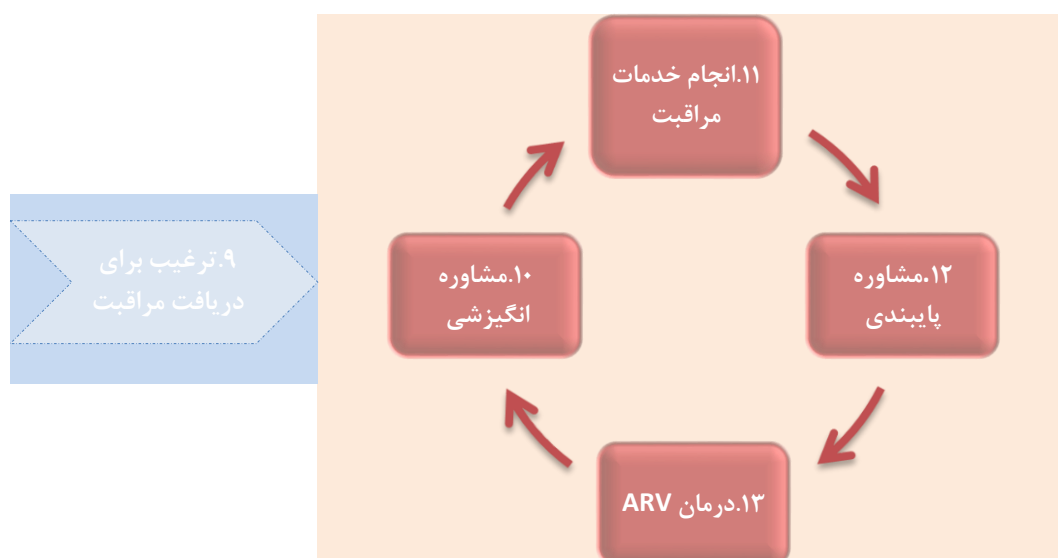 ۹.ترغیب برای
دریافت مراقبت
۱۰.مشاوره
انگیزشی
۱۱.انجام خدمات
مراقبت
۱۲.مشاوره
پایبندی
۱۳.درمان ARV